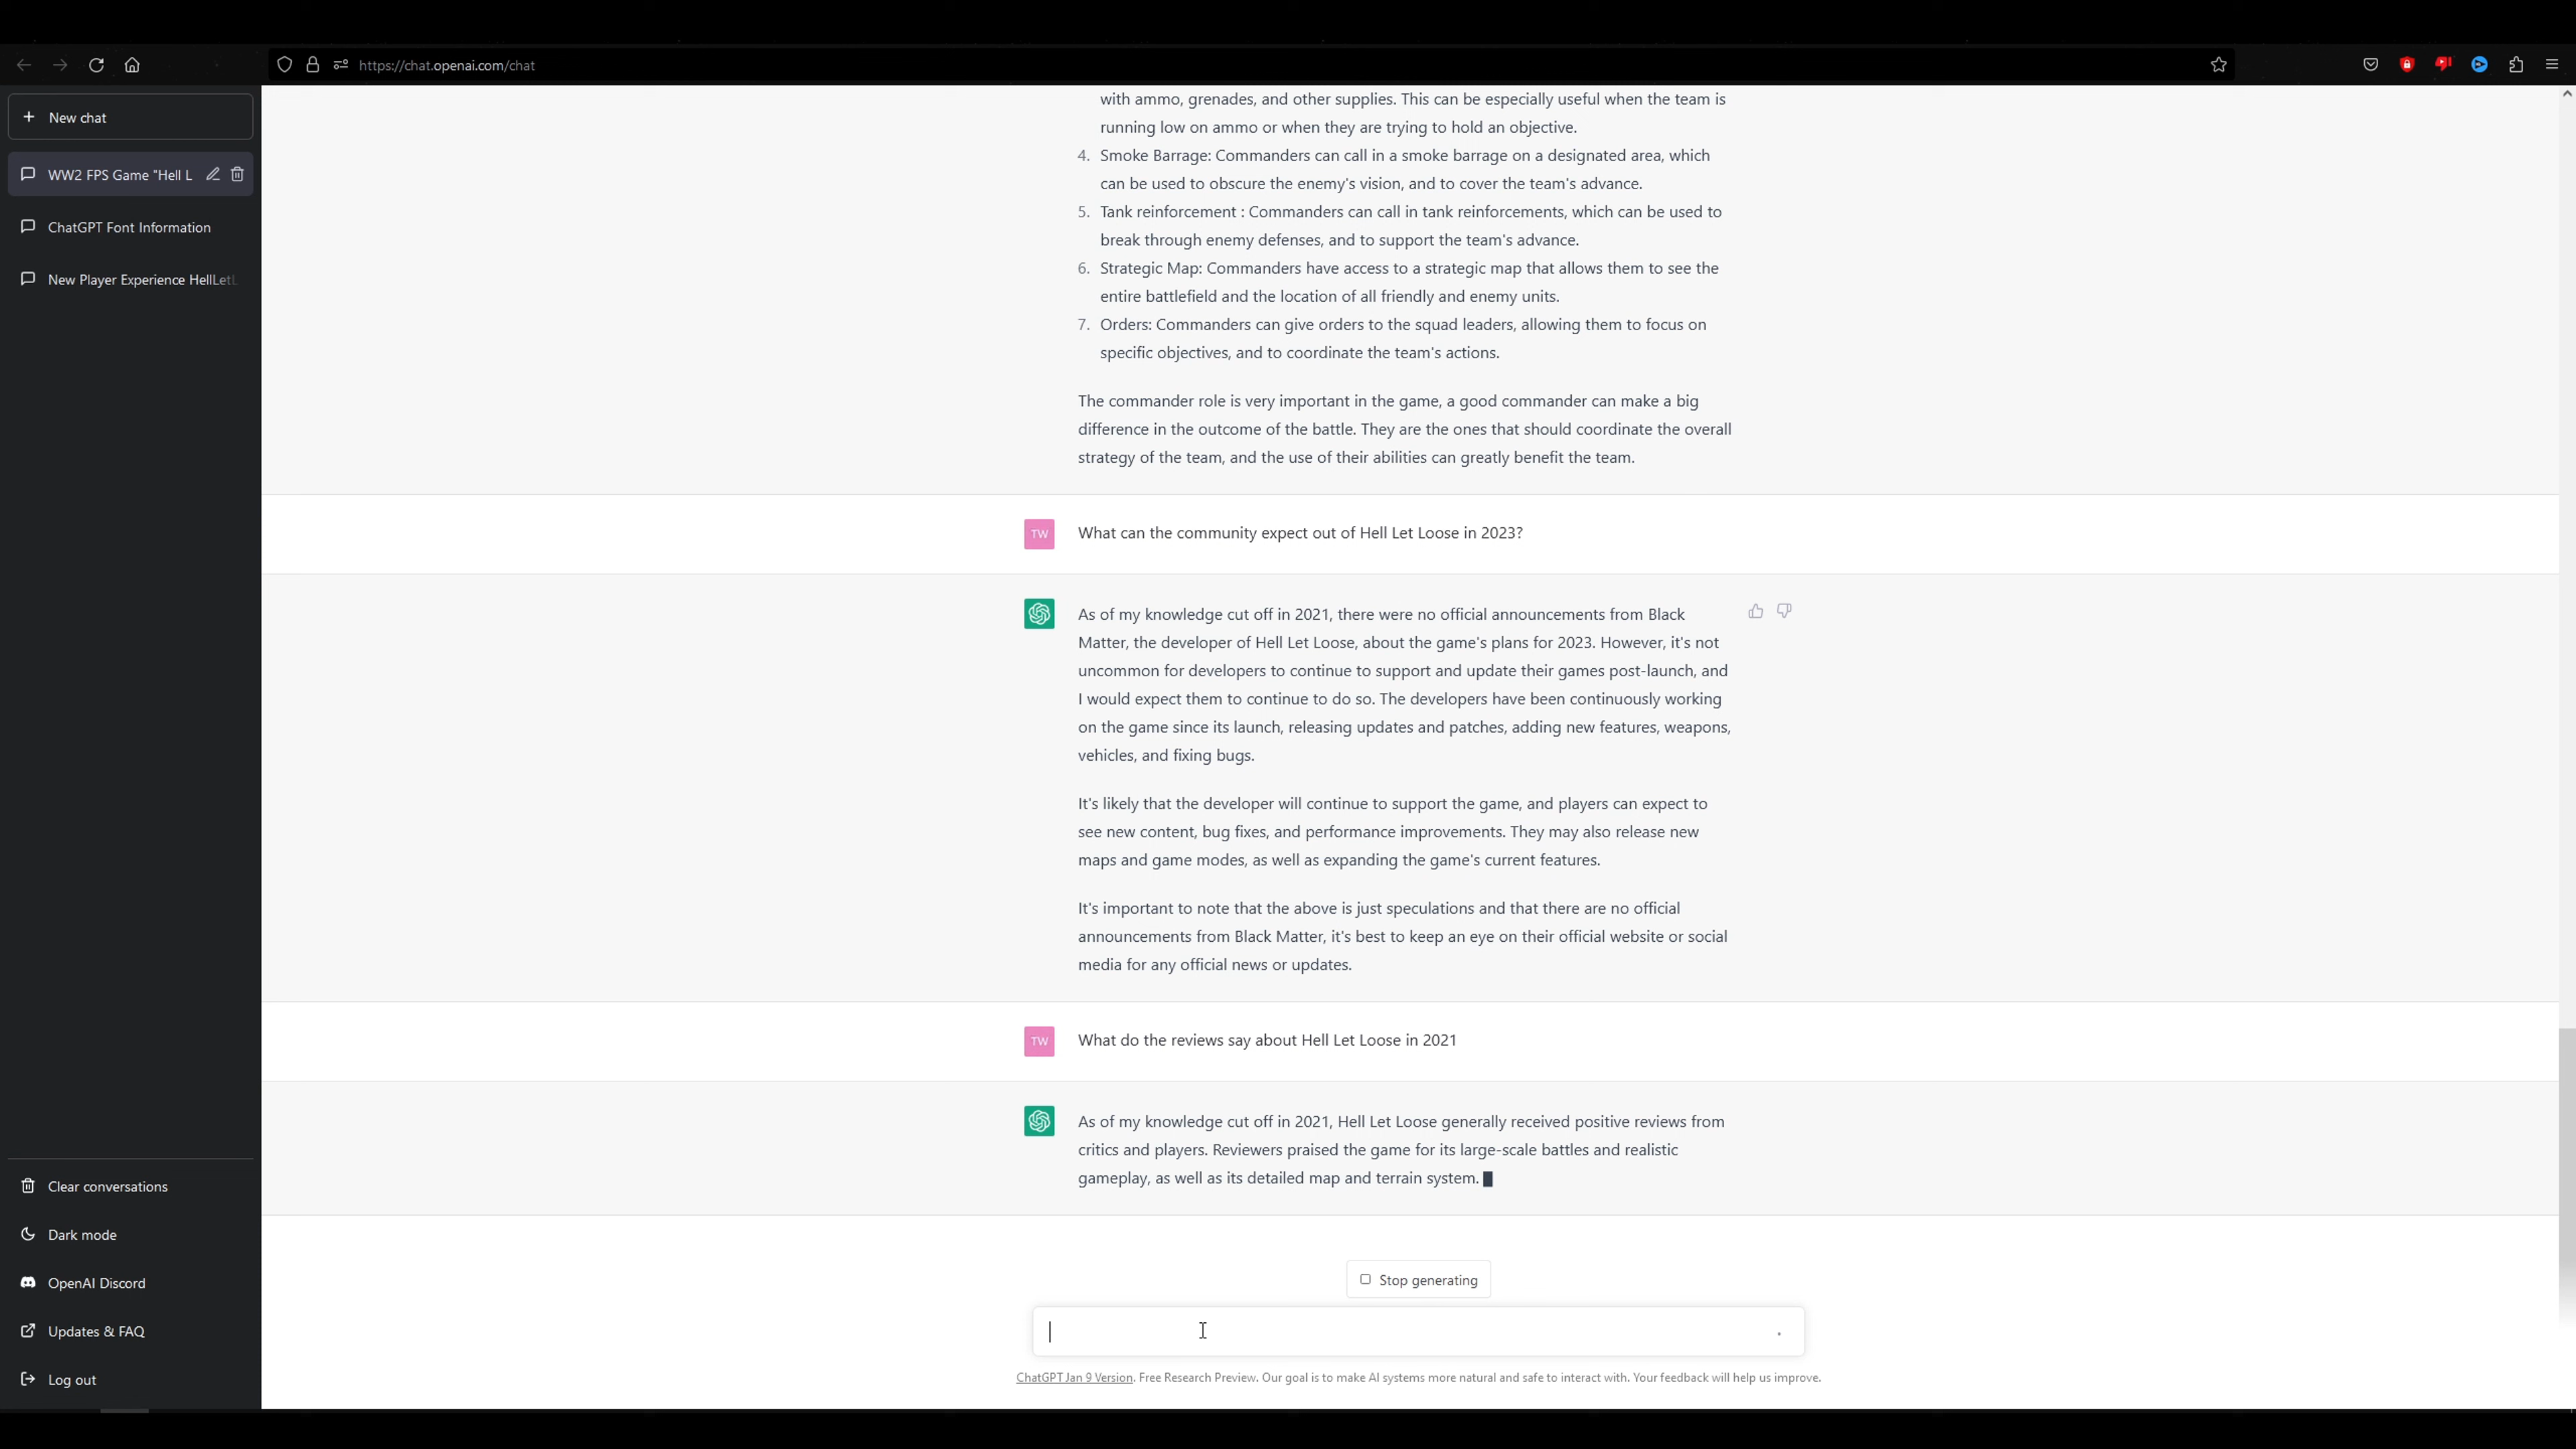 https://chat.openai.com/chat
New chat
WW2 FPS Game "Hell L
ChatGPT Font Information
New Player Experience HellLetL
Clear conversations
Dark mode
OpenAI Discord
Updates & FAQ
Log out
with ammo, grenades, and other supplies. This can be especially useful when the team is
running low on ammo or when they are trying to hold an objective.
4. Smoke Barrage: Commanders can call in a smoke barrage on a designated area, which
can be used to obscure the enemy's vision, and to cover the team's advance.
5. Tank reinforcement : Commanders can call in tank reinforcements, which can be used to
break through enemy defenses, and to support the team's advance.
6. Strategic Map: Commanders have access to a strategic map that allows them to see the
entire battlefield and the location of all friendly and enemy units.
7. Orders: Commanders can give orders to the squad leaders, allowing them to focus on
specific objectives, and to coordinate the team's actions.
The commander role is very important in the game, a good commander can make a big
difference in the outcome of the battle. They are the ones that should coordinate the overall
strategy of the team, and the use of their abilities can greatly benefit the team.
TW What can the community expect out of Hell Let Loose in 2023?
As of my knowledge cut off in 2021, there were no official announcements from Black
Matter, the developer of Hell Let Loose, about the game's plans for 2023. However, it's not
uncommon for developers to continue to support and update their games post-launch, and
I would expect them to continue to do so. The developers have been continuously working
on the game since its launch, releasing updates and patches, adding new features, weapons,
vehicles, and fixing bugs.
It's likely that the developer will continue to support the game, and players can expect to
see new content, bug fixes, and performance improvements. They may also release new
maps and game modes, as well as expanding the game's current features.
It's important to note that the above is just speculations and that there are no official
announcements from Black Matter, it's best to keep an eye on their official website or social
media for any official news or updates.
TW What do the reviews say about Hell Let Loose in 2021
As of my knowledge cut off in 2021, Hell Let Loose generally received positive reviews from
critics and players. Reviewers praised the game for its large-scale battles and realistic
gameplay, as well as its detailed map and terrain system.
Stop generating
ChatGPT Jan 9 Version. Free Research Preview. Our goal is to make AI systems more natural and safe to interact with. Your feedback will help us improve.